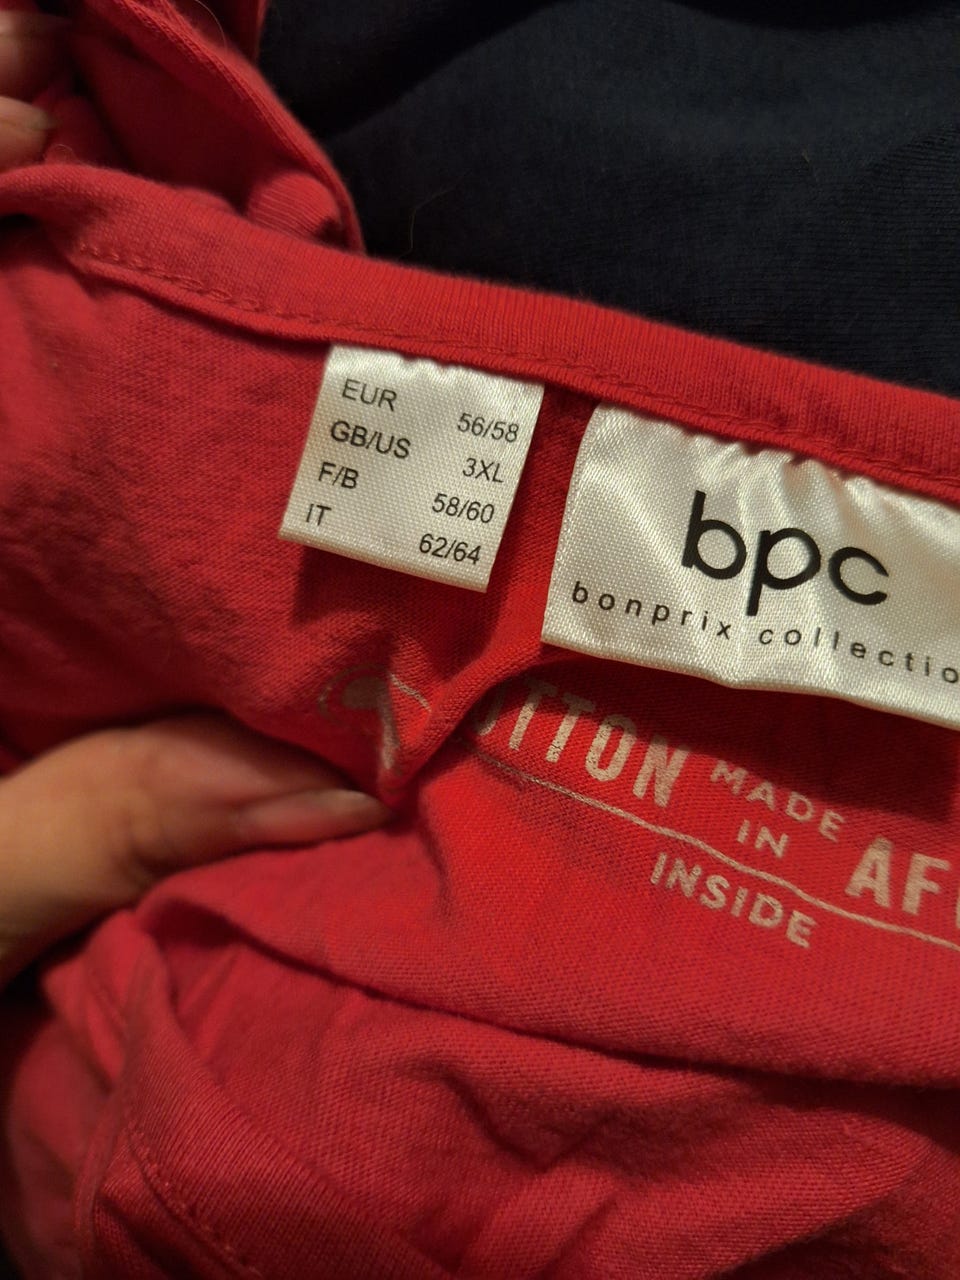 EUR 56/58
GB/US 3XL
F/B 58/60
IT 62/64
bpc
bonprix collectio
OTTON MADE IN AF
INSIDE